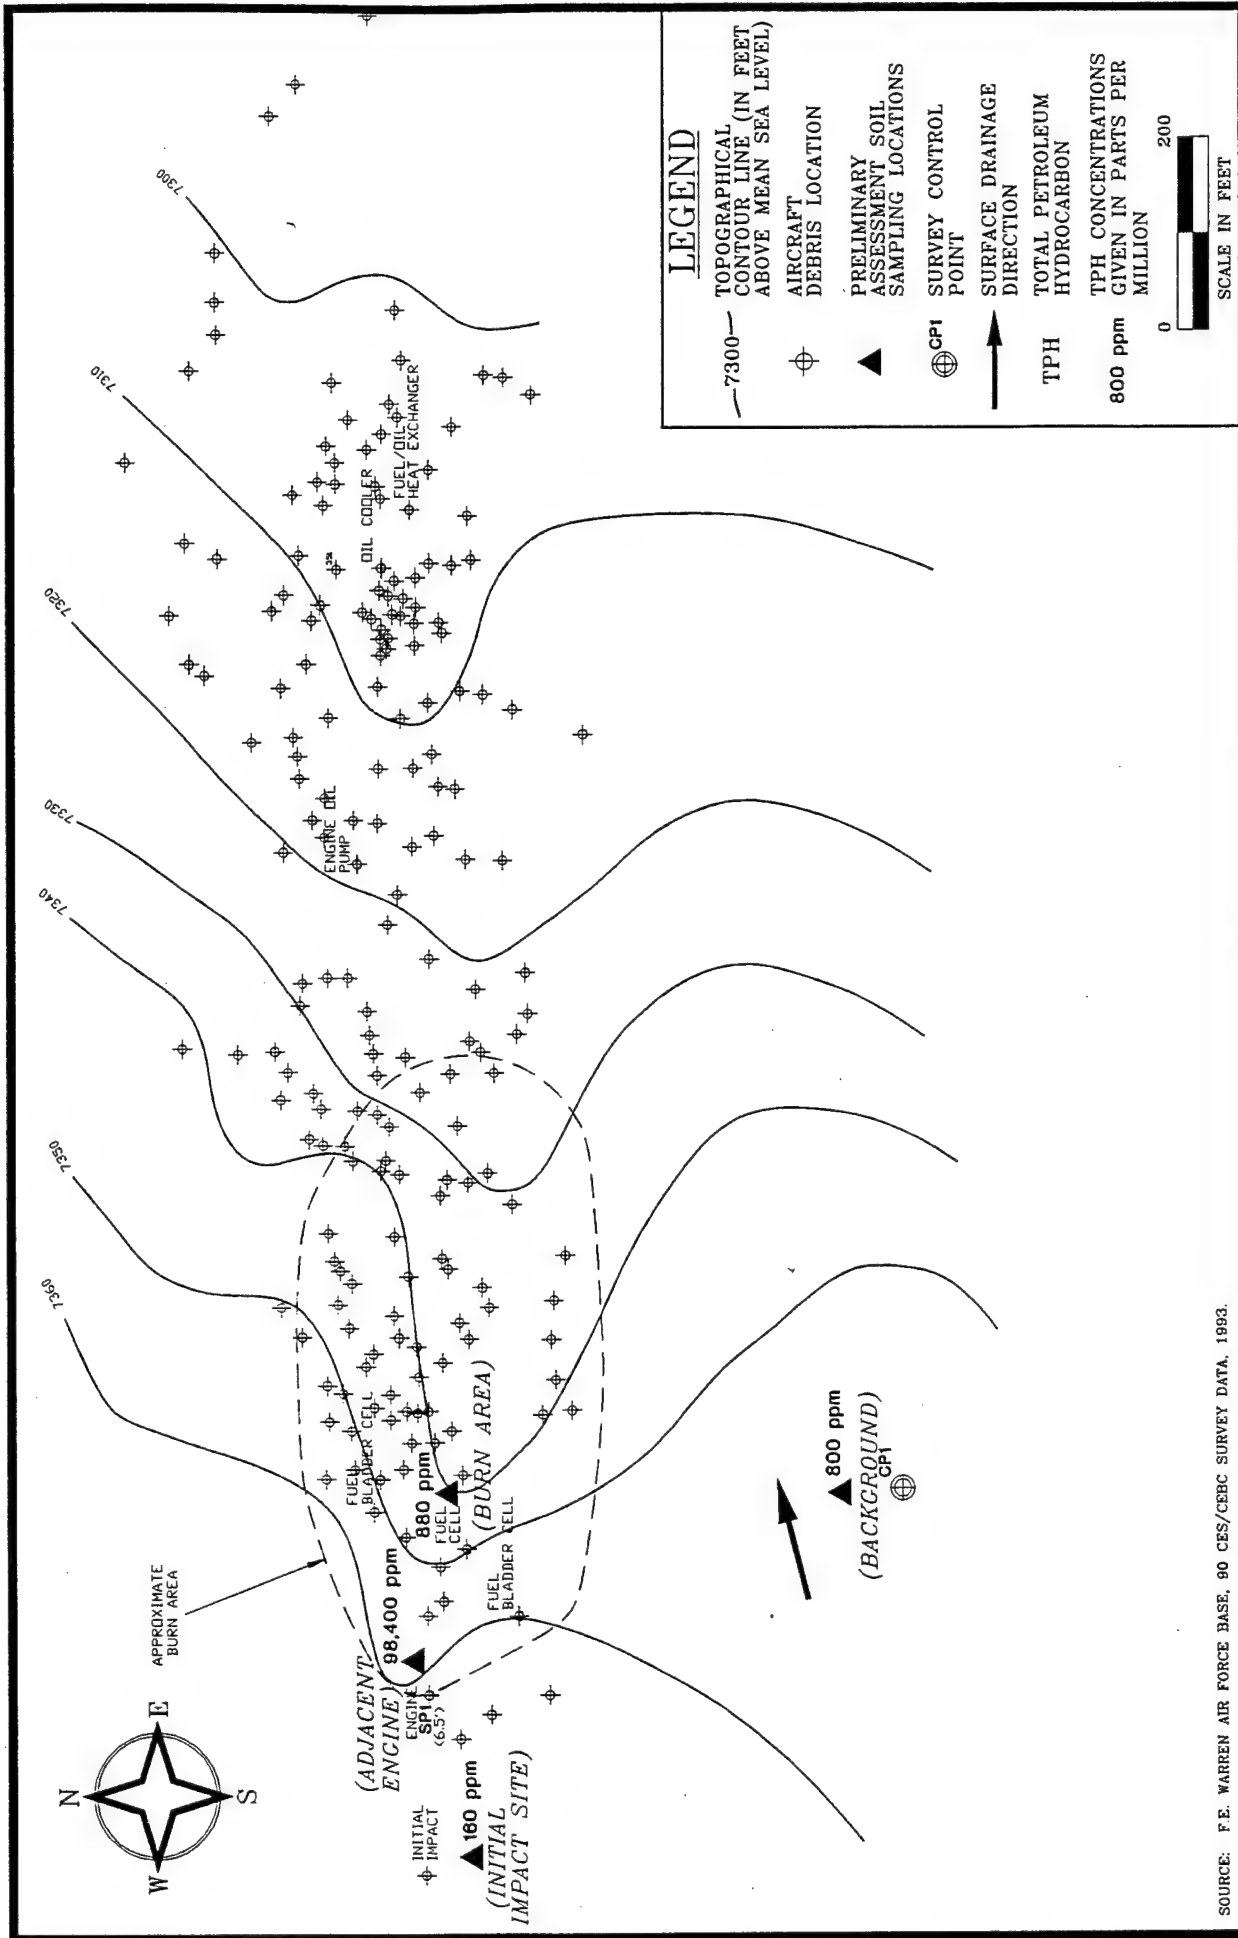 N
W
E
S
APPROXIMATE
BURN AREA
7360
7350
7340
7330
7320
7310
7300
INITIAL
IMPACT
160 ppm
(INITIAL
IMPACT SITE)
(ADJACENT
ENGINE)
98,400 ppm
ENGINE
SP1
(6.5')
FUEL
BLADDER CELL
880 ppm
FUEL
CELL
(BURN AREA)
FUEL
BLADDER CELL
ENGINE OIL
PUMP
OIL COOLER
FUEL/OIL
HEAT EXCHANGER
800 ppm
(BACKGROUND)
CP1
LEGEND
7300
TOPOGRAPHICAL
CONTOUR LINE (IN FEET
ABOVE MEAN SEA LEVEL)
AIRCRAFT
DEBRIS LOCATION
PRELIMINARY
ASSESSMENT SOIL
SAMPLING LOCATIONS
CP1
SURVEY CONTROL
POINT
SURFACE DRAINAGE
DIRECTION
TPH
TOTAL PETROLEUM
HYDROCARBON
800 ppm
TPH CONCENTRATIONS
GIVEN IN PARTS PER
MILLION
0 200
SCALE IN FEET
SOURCE: F.E. WARREN AIR FORCE BASE, 90 CES/CEBC SURVEY DATA, 1993.